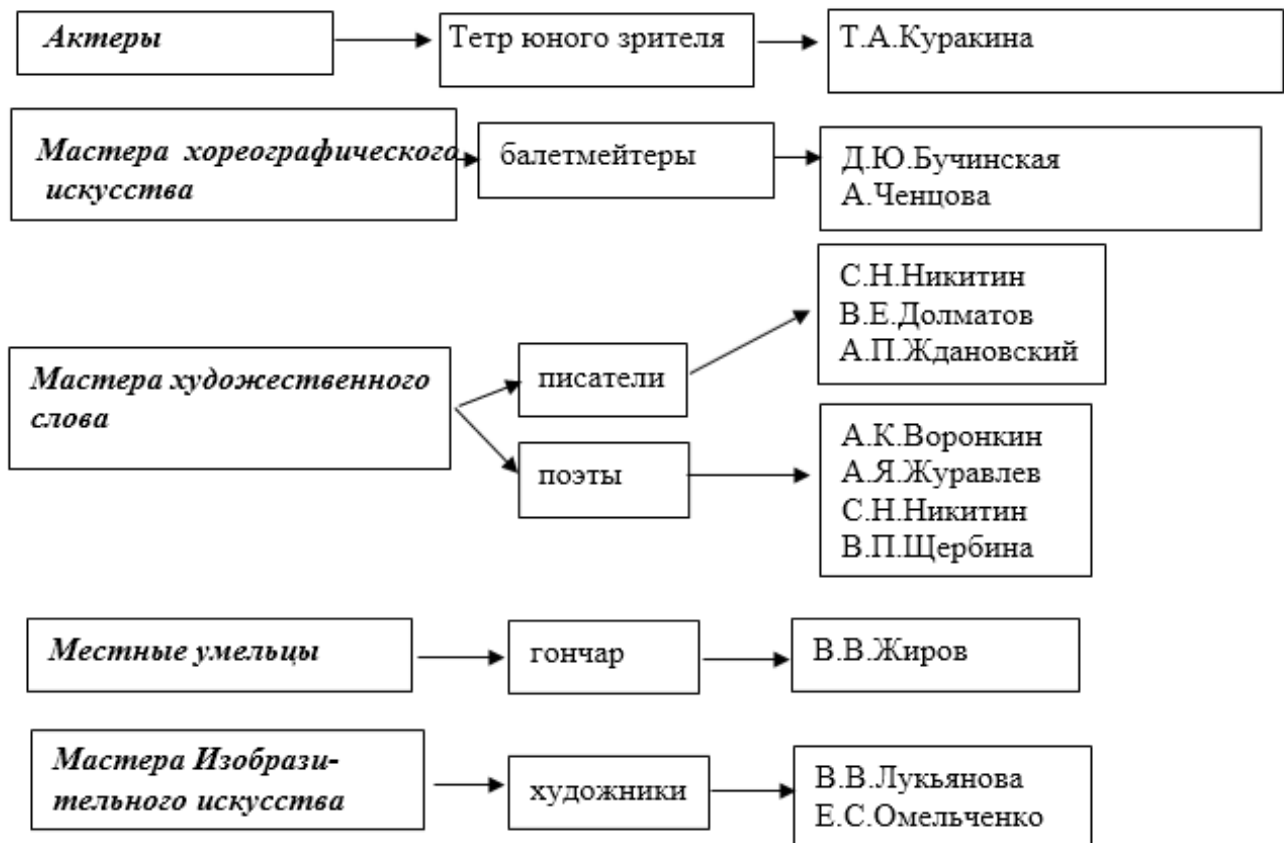 Актеры
Тетр юного зрителя
Т.А.Куракина
Мастера хореографического
искусства
балетмейтеры
Д.Ю.Бучинская
А.Ченцова
Мастера художественного
слова
писатели
С.Н.Никитин
В.Е.Долматов
А.П.Ждановский
поэты
А.К.Воронкин
А.Я.Журавлев
С.Н.Никитин
В.П.Щербина
Местные умельцы
гончар
В.В.Жиров
Мастера Изобрази-
тельного искусства
художники
В.В.Лукьянова
Е.С.Омельченко